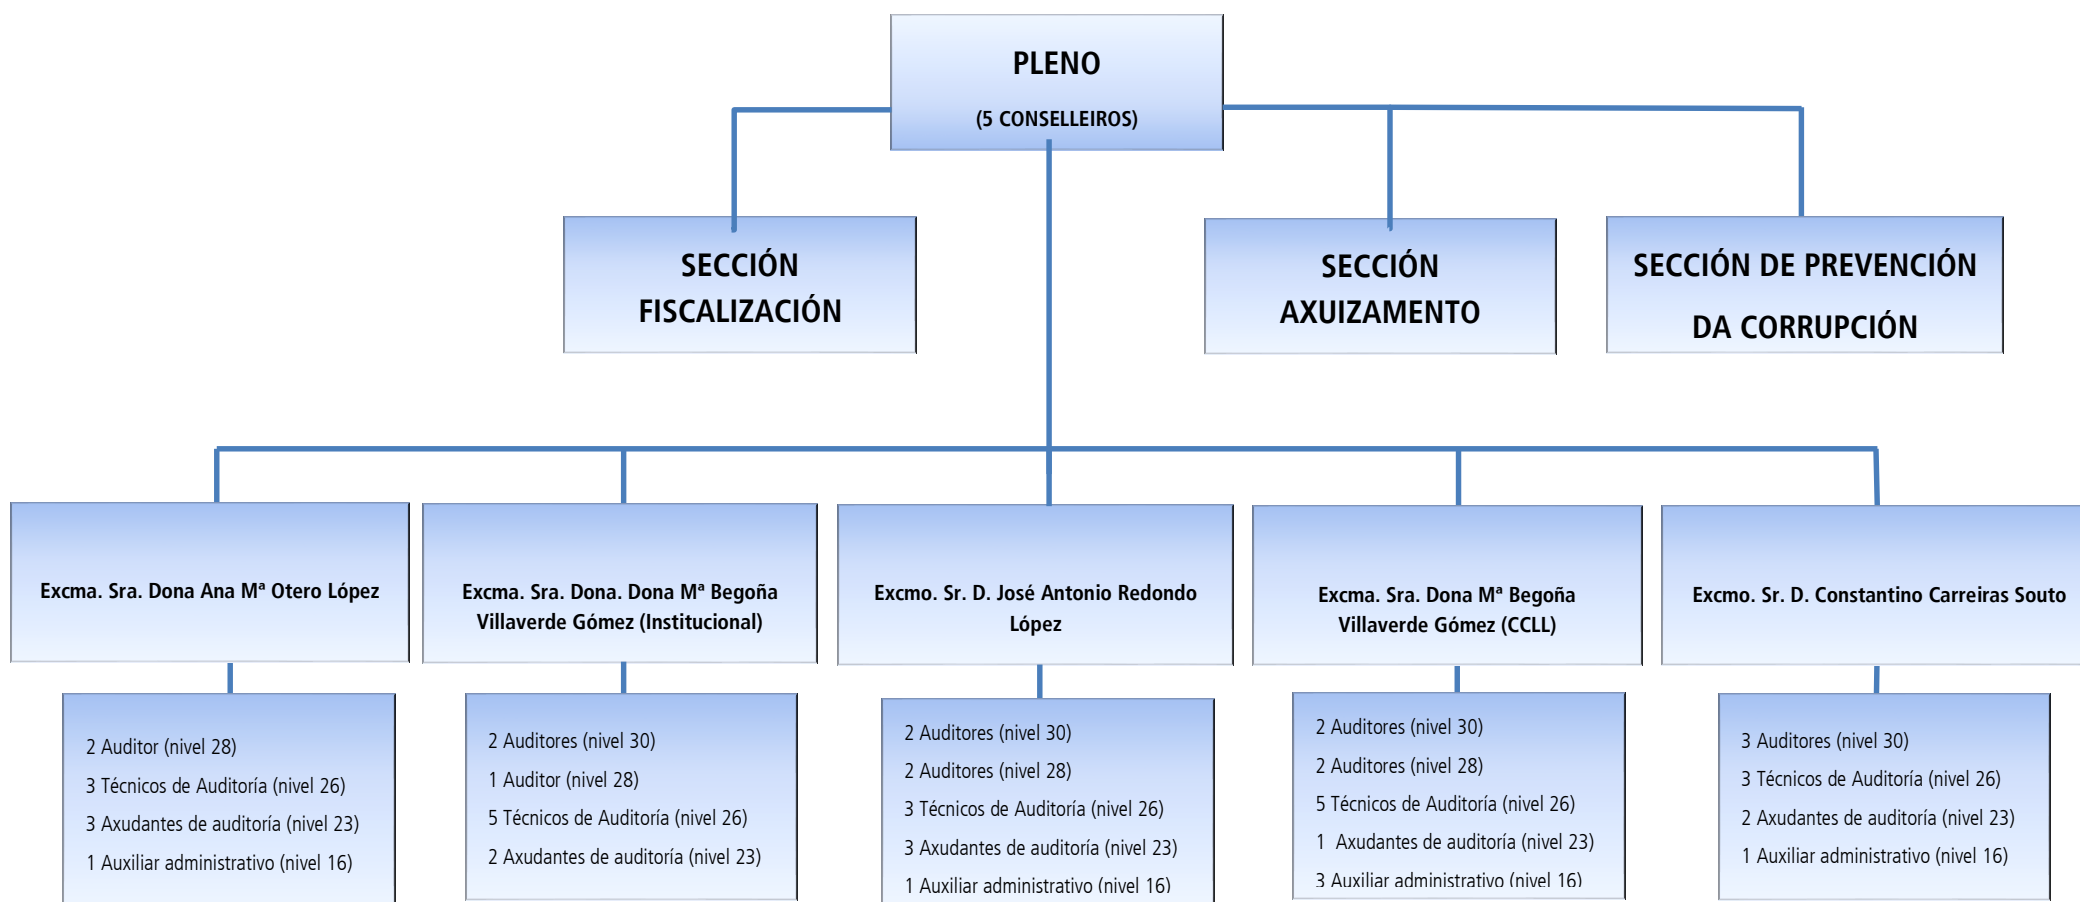 PLENO
(5 CONSELLEIROS)
SECCIÓN
FISCALIZACIÓN
SECCIÓN
AXUIZAMENTO
SECCIÓN DE PREVENCIÓN
DA CORRUPCIÓN
Excma. Sra. Dona Ana Mª Otero López
Excma. Sra. Dona. Dona Mª Begoña
Villaverde Gómez (Institucional)
Excmo. Sr. D. José Antonio Redondo
López
Excma. Sra. Dona Mª Begoña
Villaverde Gómez (CCLL)
Excmo. Sr. D. Constantino Carreiras Souto
2 Auditor (nivel 28)
3 Técnicos de Auditoría (nivel 26)
3 Axudantes de auditoría (nivel 23)
1 Auxiliar administrativo (nivel 16)
2 Auditores (nivel 30)
1 Auditor (nivel 28)
5 Técnicos de Auditoría (nivel 26)
2 Axudantes de auditoría (nivel 23)
2 Auditores (nivel 30)
2 Auditores (nivel 28)
3 Técnicos de Auditoría (nivel 26)
3 Axudantes de auditoría (nivel 23)
1 Auxiliar administrativo (nivel 16)
2 Auditores (nivel 30)
2 Auditores (nivel 28)
5 Técnicos de Auditoría (nivel 26)
1 Axudantes de auditoría (nivel 23)
3 Auxiliar administrativo (nivel 16)
3 Auditores (nivel 30)
3 Técnicos de Auditoría (nivel 26)
2 Axudantes de auditoría (nivel 23)
1 Auxiliar administrativo (nivel 16)